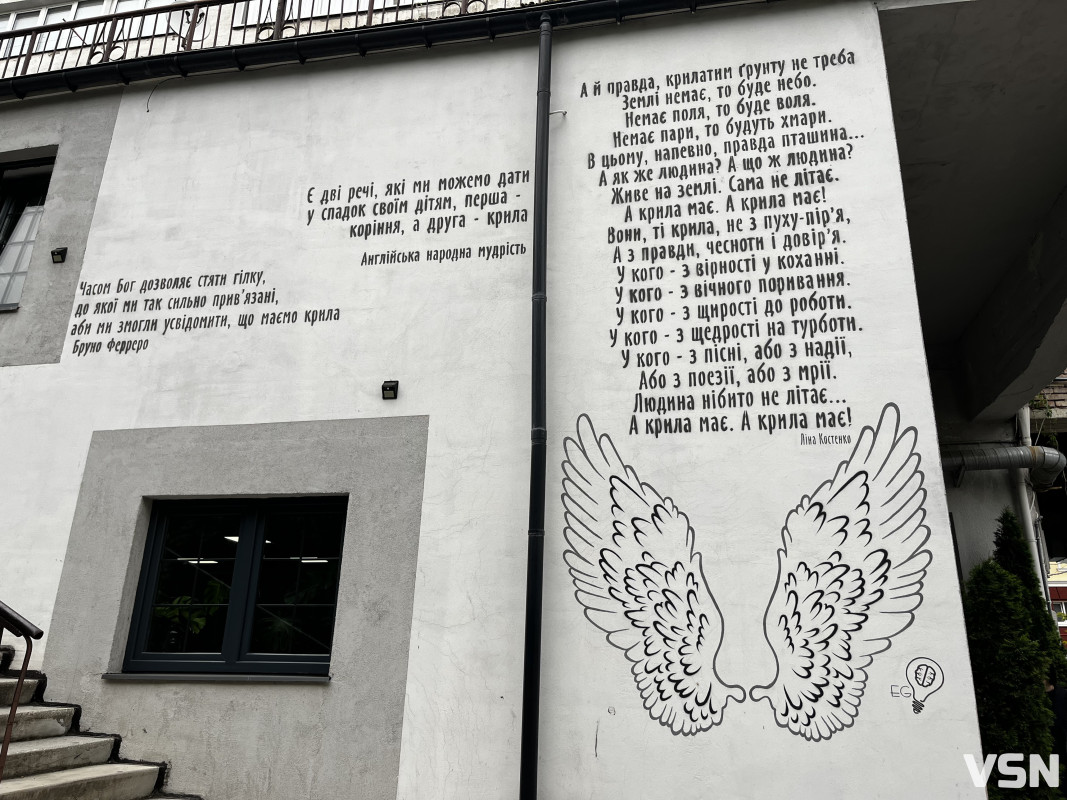 Часом Бог дозволяє стяти гілку,
до якої ми так сильно прив'язані,
аби ми змогли усвідомити, що маємо крила
Бруно Ферреро
Є дві речі, які ми можемо дати
у спадок своїм дітям, перша -
коріння, а друга - крила
Англійська народна мудрість
А й правда, крилатим ґрунту не треба
Землі немає, то буде небо.
Немає поля, то буде воля.
Немає пари, то будуть хмари.
В цьому, напевно, правда пташина...
А як же людина? А що ж людина?
Живе на землі. Сама не літає.
А крила має. А крила має!
Вони, ті крила, не з пуху-пір'я,
А з правди, чесноти і довір'я.
У кого - з вірності у коханні.
У кого - з вічного поривання.
У кого - з щирості до роботи.
У кого - з щедрості на турботи.
У кого - з пісні, або з надії,
Або з поезії, або з мрії.
Людина нібито не літає...
А крила має. А крила має!
Ліна Костенко
EG
VSN